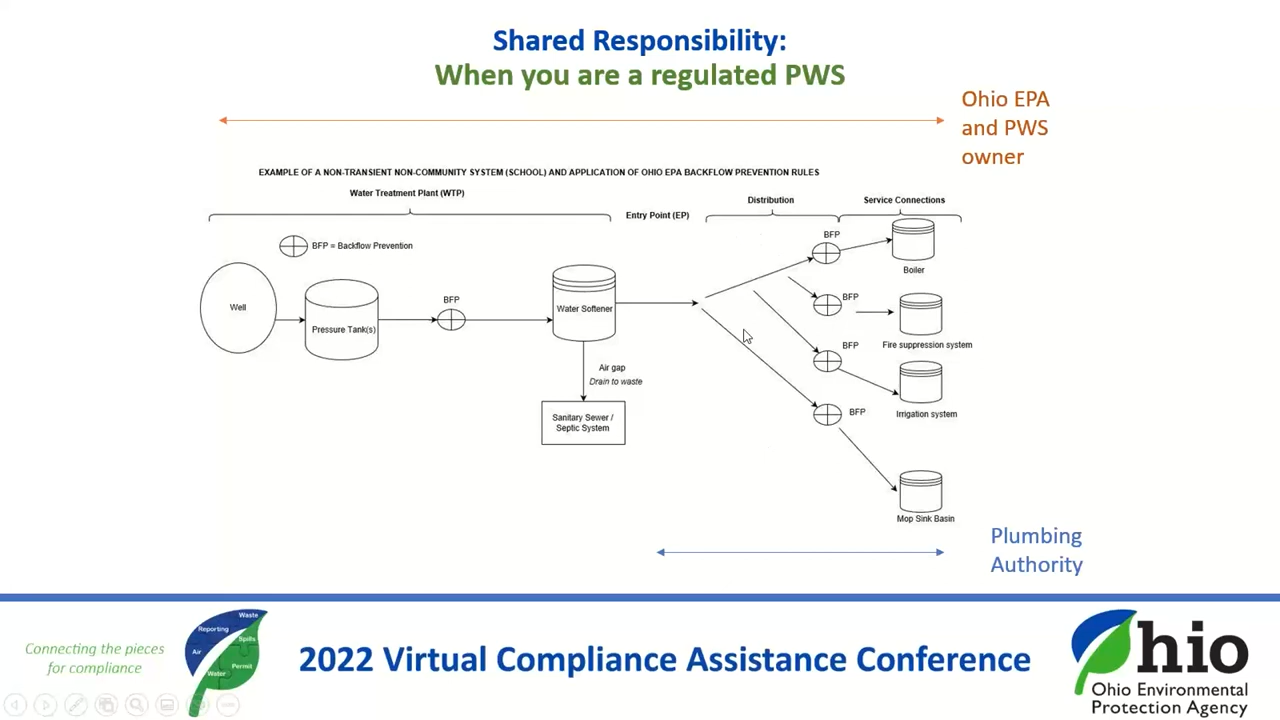 Shared Responsibility:
When you are a regulated PWS
Ohio EPA
and PWS
owner
EXAMPLE OF A NON-TRANSIENT NON-COMMUNITY SYSTEM (SCHOOL) AND APPLICATION OF OHIO EPA BACKFLOW PREVENTION RULES
Water Treatment Plant (WTP)
Entry Point (EP)
Distribution
Service Connections
BFP = Backflow Prevention
Well
Pressure Tank(s)
BFP
Water Softener
Air gap
Drain to waste
Sanitary Sewer /
Septic System
BFP
Boiler
BFP
Fire suppression system
BFP
Irrigation system
BFP
Mop Sink Basin
Plumbing
Authority
Connecting the pieces
for compliance
Waste
Reporting
Spills
Air
Permit
Water
2022 Virtual Compliance Assistance Conference
Ohio
Ohio Environmental
Protection Agency